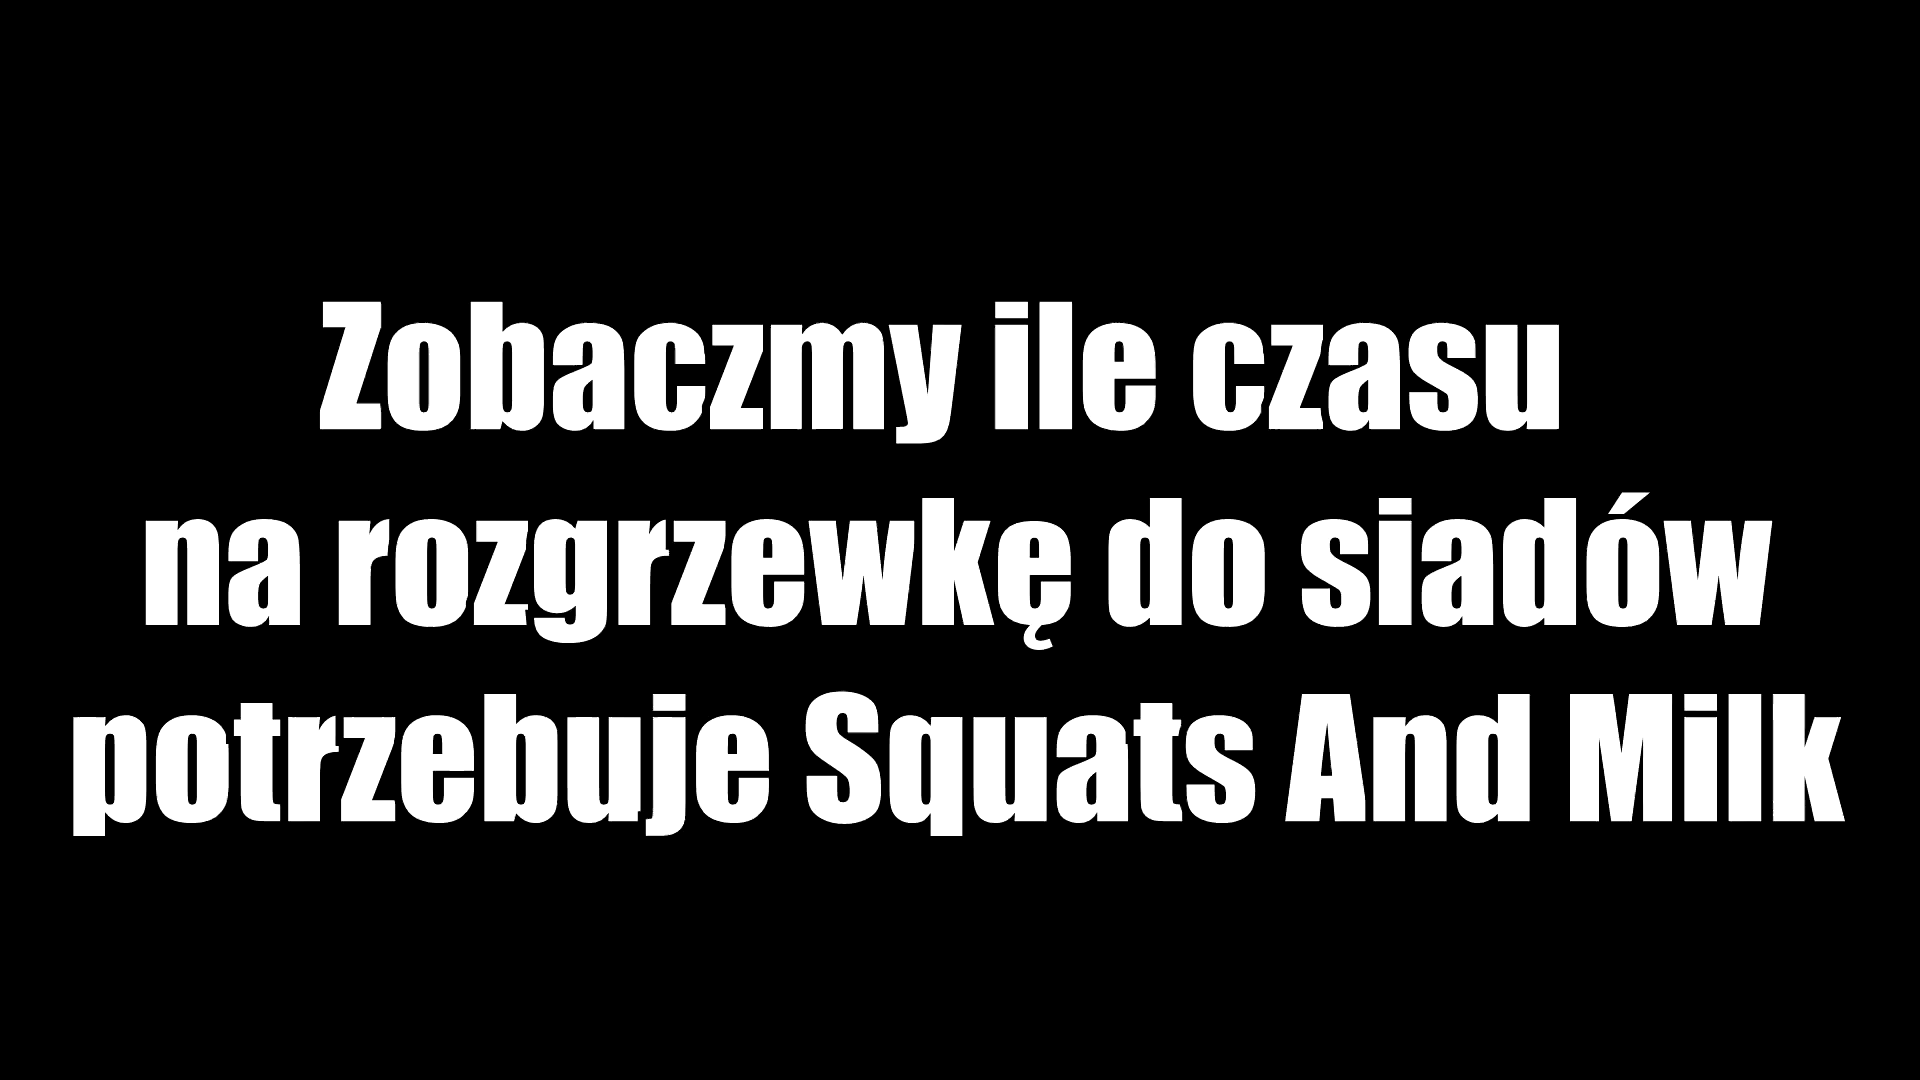 Zobaczmy ile czasu
na rozgrzewkę do siadów
potrzebuje Squats And Milk